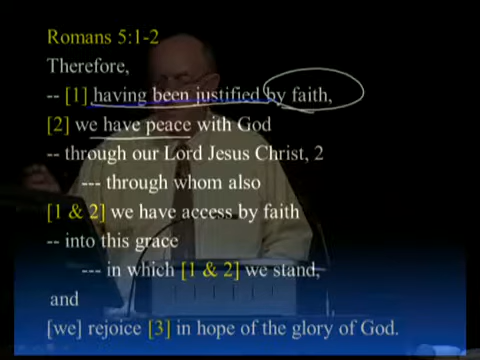 Romans 5:1-2
Therefore,
-- [1] having been justified by faith,
[2] we have peace with God
-- through our Lord Jesus Christ, 2
--- through whom also
[1 & 2] we have access by faith
-- into this grace
--- in which [1 & 2] we stand,
and
[we] rejoice [3] in hope of the glory of God.